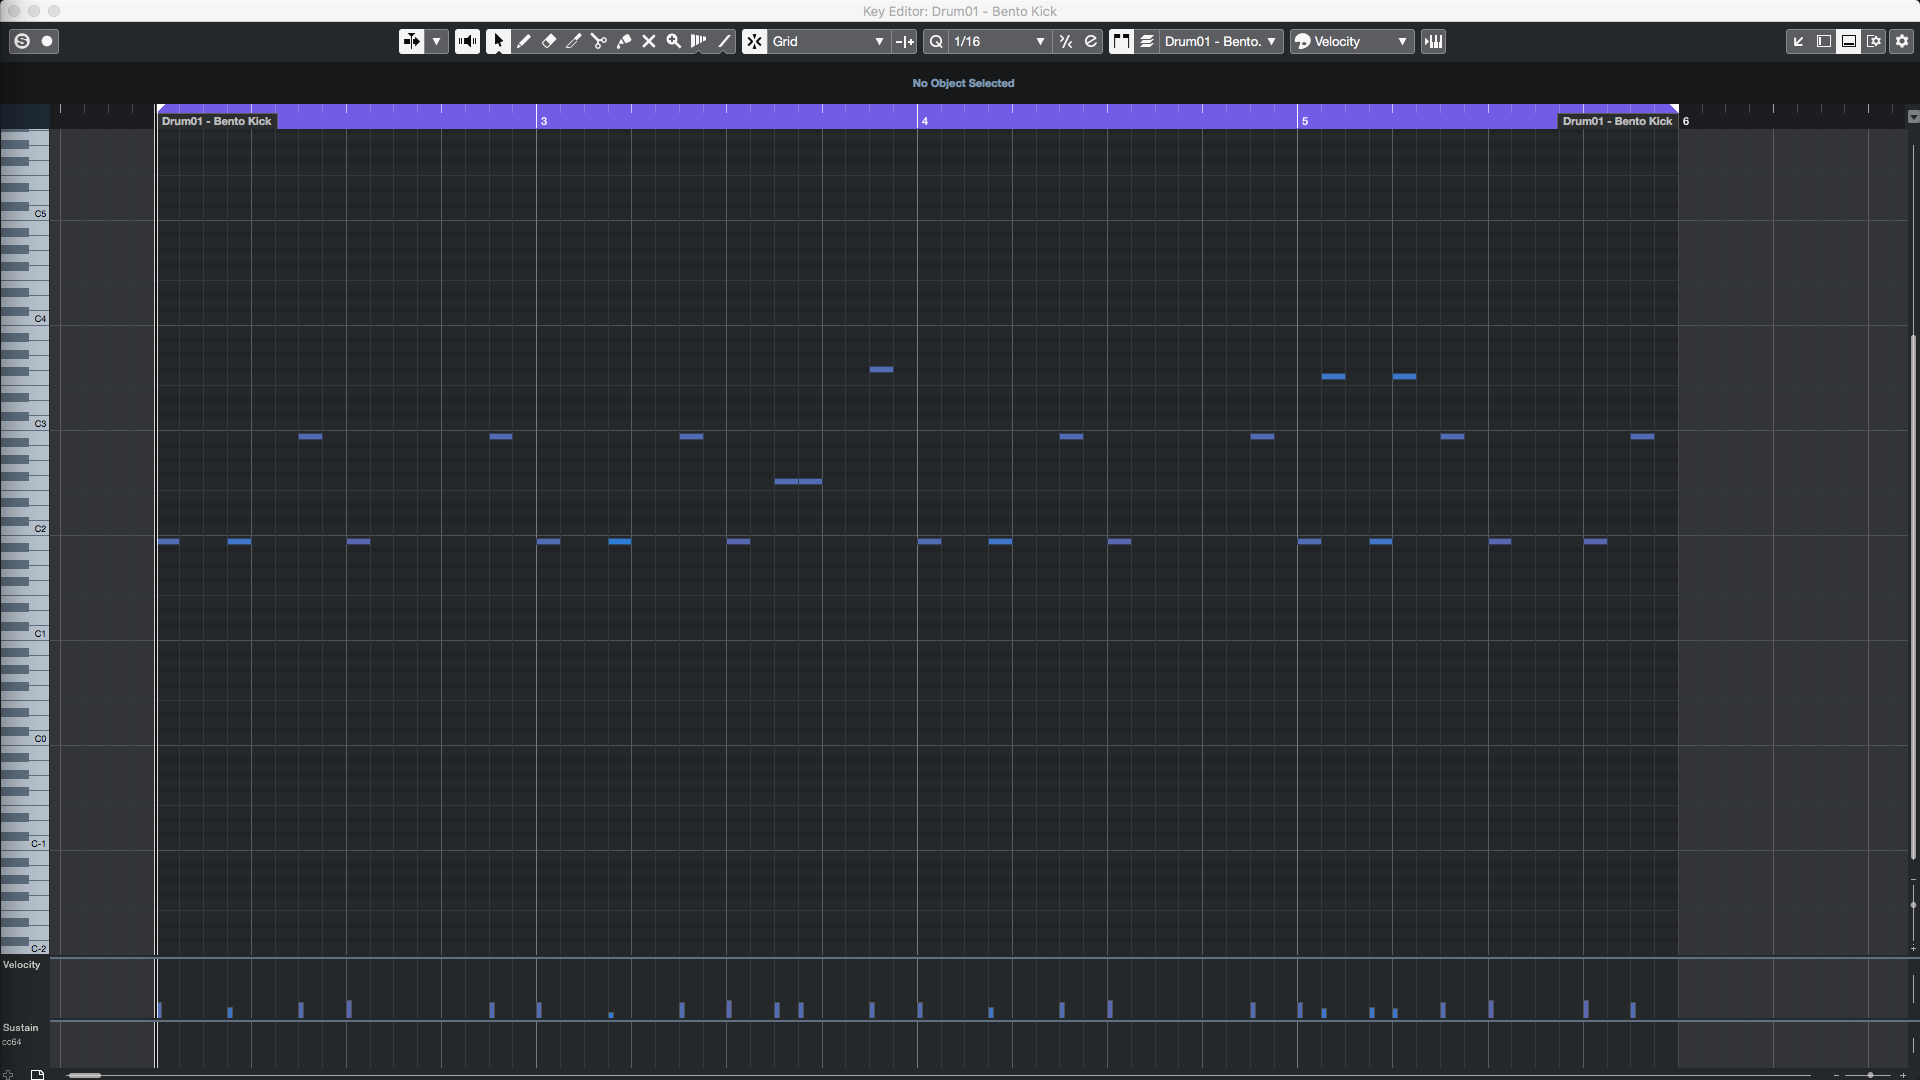 Key Editor: Drum01 - Bento Kick
Grid
1/16
Drum01 - Bento.
Velocity
No Object Selected
Drum01 - Bento Kick
3
4
5
Drum01 - Bento Kick
6
C5
C4
C3
C2
C1
C0
C-1
C-2
Velocity
Sustain
cc64